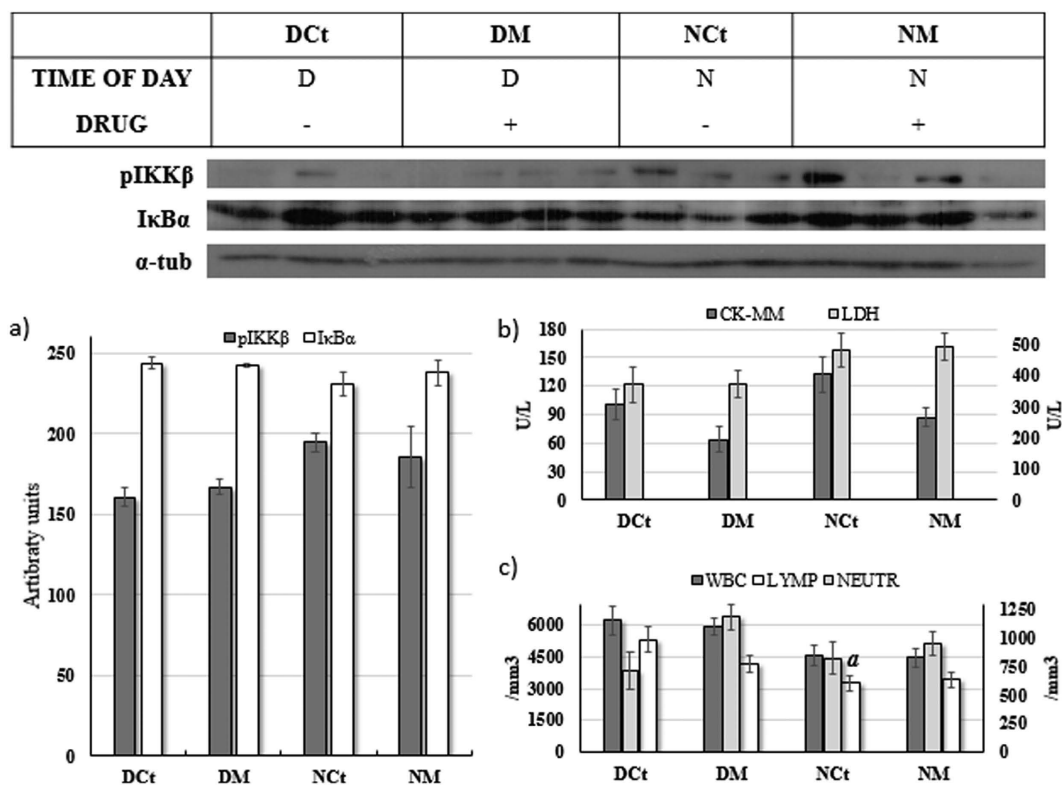 DCt DM NCt NM
TIME OF DAY D D N N
DRUG - + - +
pIKKβ
IκBα
α-tub
a)
pIKKβ IκBα
250
200
150
100
50
0
Artibraty units
DCt DM NCt NM
b)
CK-MM LDH
180
150
120
90
60
30
0
U/L
500
400
300
200
100
0
U/L
DCt DM NCt NM
c)
WBC LYMP NEUTR
6000
4500
3000
1500
0
/mm3
a
1250
1000
750
500
250
0
/mm3
DCt DM NCt NM